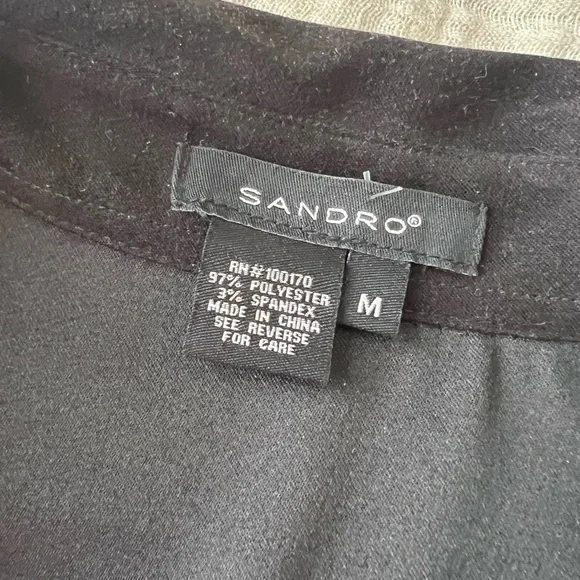 SANDRO®
RN#100170
97% POLYESTER
3% SPANDEX
MADE IN CHINA
SEE REVERSE
FOR CARE
M